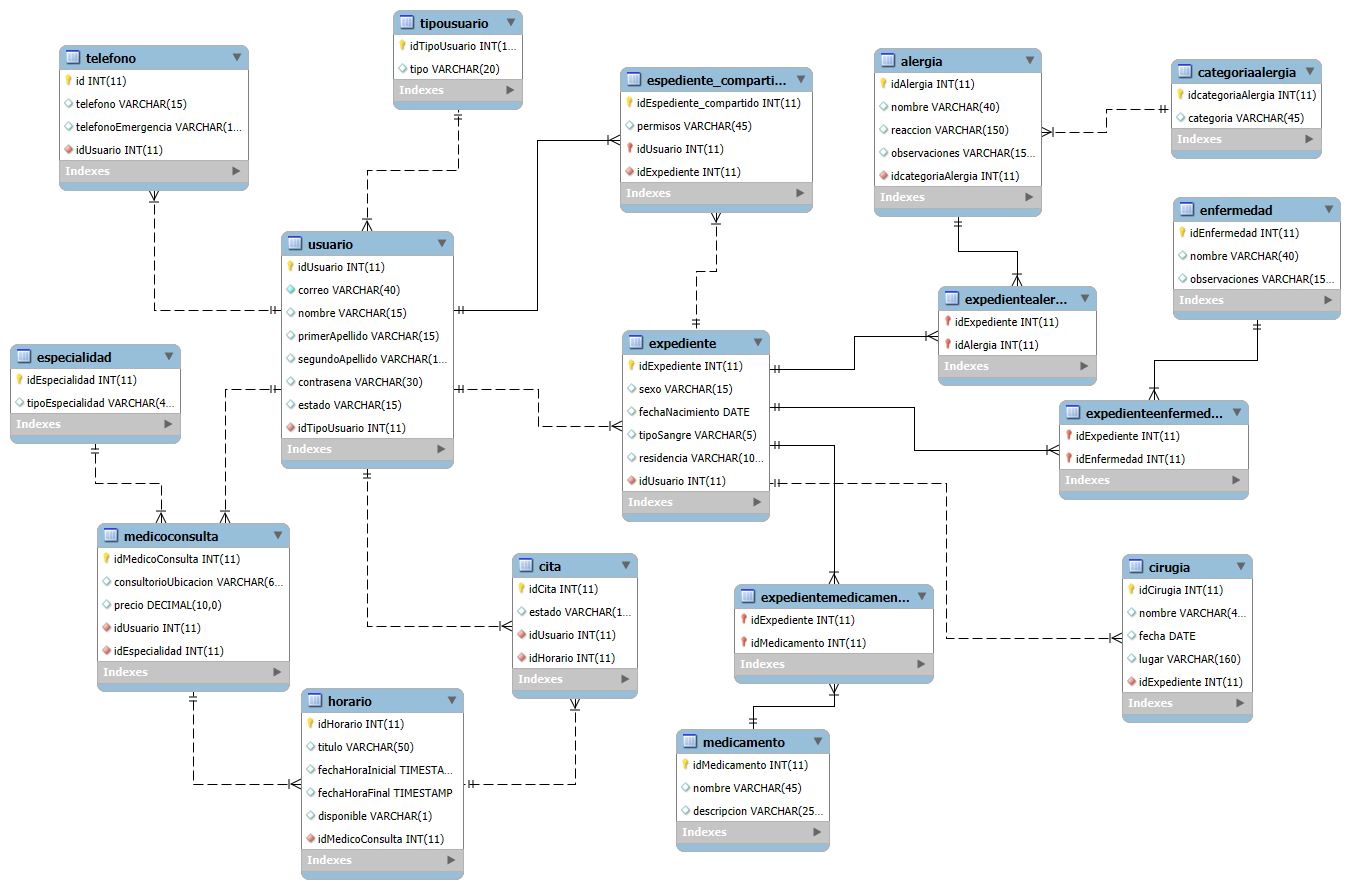 telefono
id INT(11)
telefono VARCHAR(15)
telefonoEmergencia VARCHAR(1...
idUsuario INT(11)
Indexes
tipousuario
idTipoUsuario INT(1...
tipo VARCHAR(20)
Indexes
espediente_comparti...
idEspediente_compartido INT(11)
permisos VARCHAR(45)
idUsuario INT(11)
idExpediente INT(11)
Indexes
alergia
idAlergia INT(11)
nombre VARCHAR(40)
reaccion VARCHAR(150)
observaciones VARCHAR(15...
idcategoriaAlergia INT(11)
Indexes
categoriaalergia
idcategoriaAlergia INT(11)
categoria VARCHAR(45)
Indexes
enfermedad
idEnfermedad INT(11)
nombre VARCHAR(40)
observaciones VARCHAR(15...
Indexes
usuario
idUsuario INT(11)
correo VARCHAR(40)
nombre VARCHAR(15)
primerApellido VARCHAR(15)
segundoApellido VARCHAR(1...
contrasena VARCHAR(30)
estado VARCHAR(15)
idTipoUsuario INT(11)
Indexes
expedientealer...
idExpediente INT(11)
idAlergia INT(11)
Indexes
especialidad
idEspecialidad INT(11)
tipoEspecialidad VARCHAR(4...
Indexes
expediente
idExpediente INT(11)
sexo VARCHAR(15)
fechaNacimiento DATE
tipoSangre VARCHAR(5)
residencia VARCHAR(10...
idUsuario INT(11)
Indexes
expedienteenfermed...
idExpediente INT(11)
idEnfermedad INT(11)
Indexes
medicoconsulta
idMedicoConsulta INT(11)
consultorioUbicacion VARCHAR(6...
precio DECIMAL(10,0)
idUsuario INT(11)
idEspecialidad INT(11)
Indexes
cita
idCita INT(11)
estado VARCHAR(1...
idUsuario INT(11)
idHorario INT(11)
Indexes
expedientemedicamen...
idExpediente INT(11)
idMedicamento INT(11)
Indexes
cirugia
idCirugia INT(11)
nombre VARCHAR(4...
fecha DATE
lugar VARCHAR(160)
idExpediente INT(11)
Indexes
horario
idHorario INT(11)
titulo VARCHAR(50)
fechaHoraInicial TIMESTA...
fechaHoraFinal TIMESTAMP
disponible VARCHAR(1)
idMedicoConsulta INT(11)
Indexes
medicamento
idMedicamento INT(11)
nombre VARCHAR(45)
descripcion VARCHAR(25...
Indexes